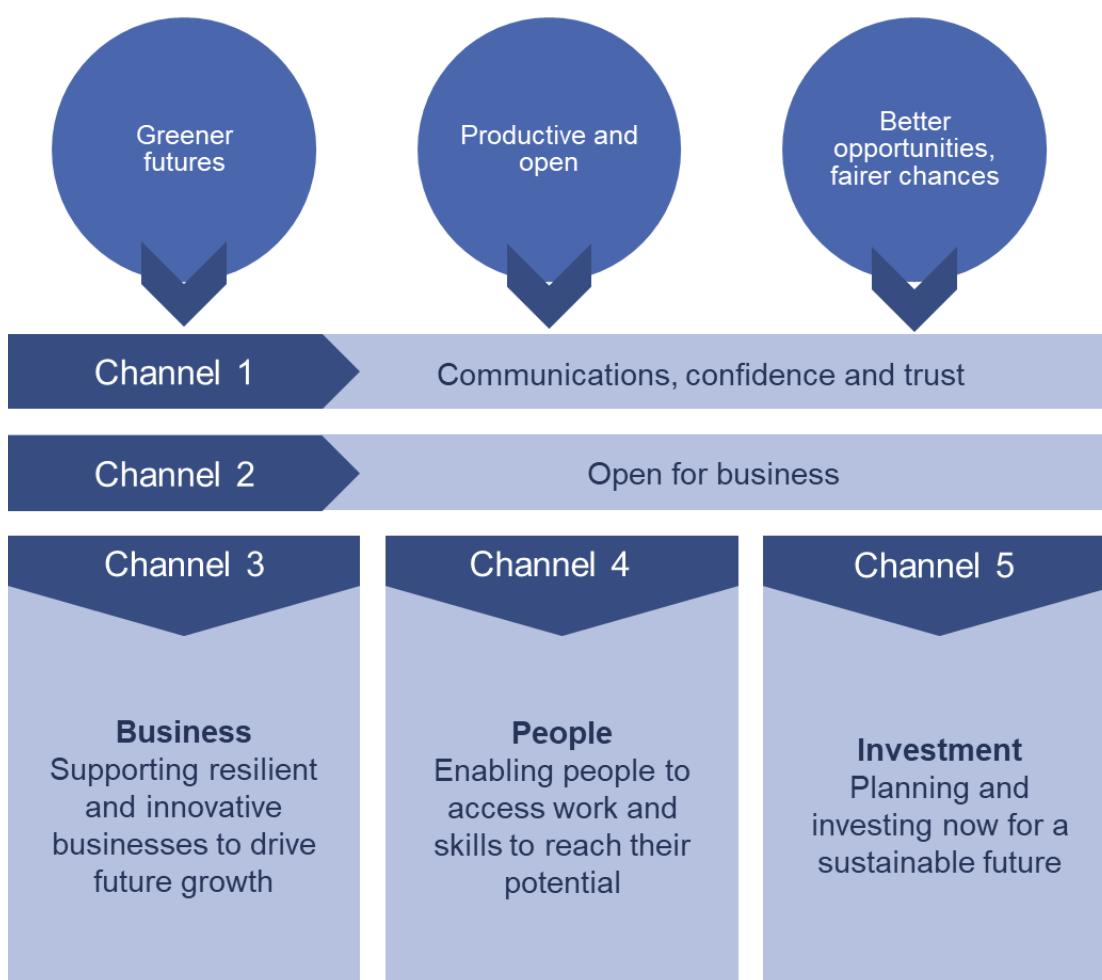 Greener
futures
Productive and
open
Better
opportunities,
fairer chances
Channel 1
Communications, confidence and trust
Channel 2
Open for business
Channel 3
Business
Supporting resilient
and innovative
businesses to drive
future growth
Channel 4
People
Enabling people to
access work and
skills to reach their
potential
Channel 5
Investment
Planning and
investing now for a
sustainable future